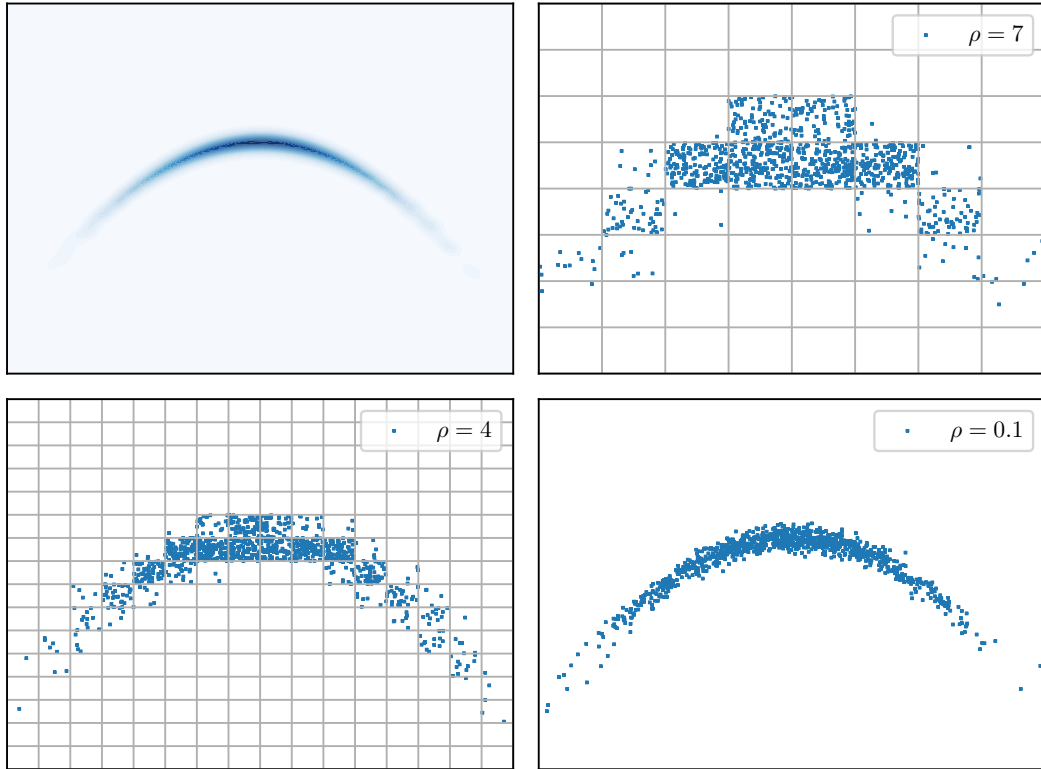 ρ = 7
ρ = 4
ρ = 0.1